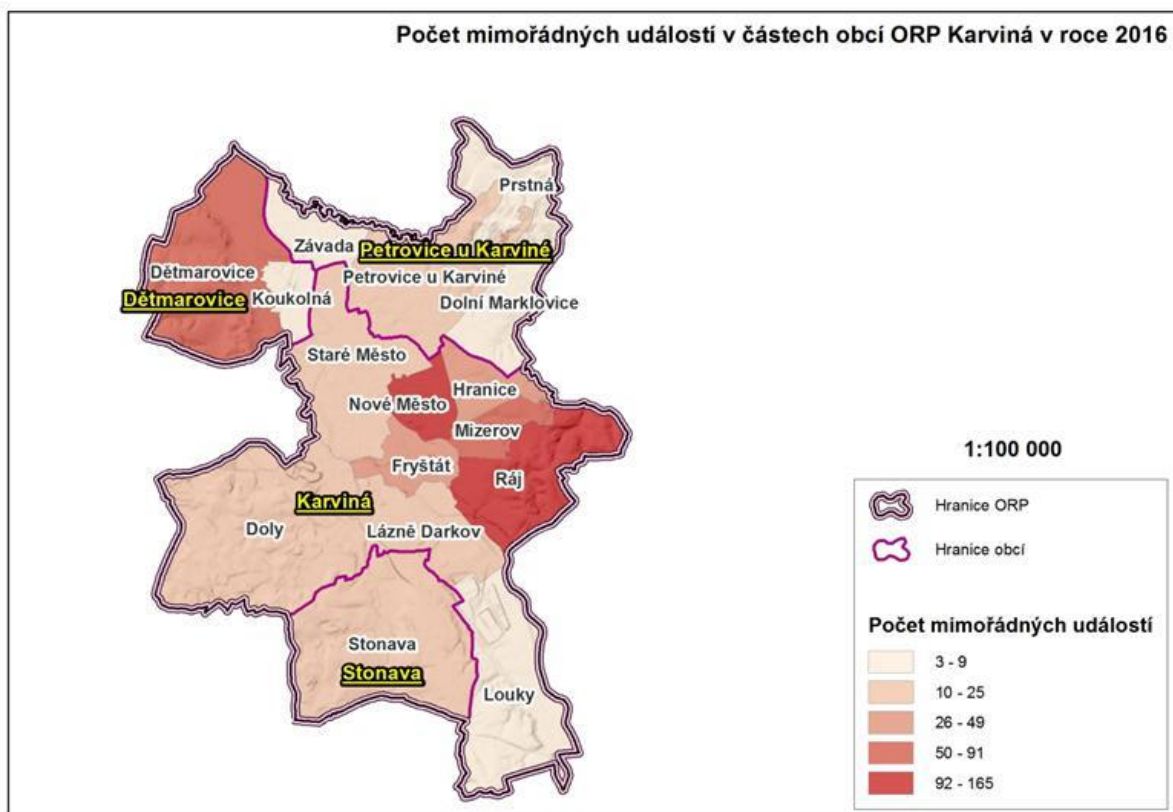 Počet mimořádných událostí v částech obcí ORP Karviná v roce 2016
Prstná
Závada
Petrovice u Karviné
Dětmarovice
Petrovice u Karviné
Dětmarovice
Koukolná
Dolní Marklovice
Staré Město
Hranice
Nové Město
Mizerov
Fryštát
Ráj
Karviná
Doly
Lázně Darkov
Stonava
Stonava
Louky
1:100 000
Hranice ORP
Hranice obcí
Počet mimořádných událostí
3 - 9
10 - 25
26 - 49
50 - 91
92 - 165